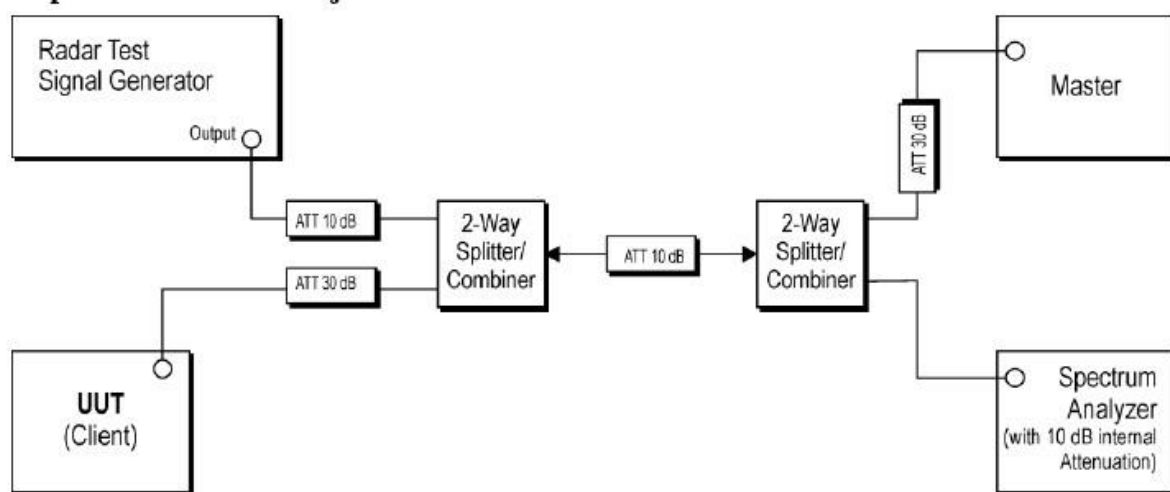 Radar Test
Signal Generator
Output
Master
ATT 30 dB
ATT 10 dB
2-Way
Splitter/
Combiner
ATT 10 dB
2-Way
Splitter/
Combiner
ATT 30 dB
UUT
(Client)
Spectrum
Analyzer
(with 10 dB internal
Attenuation)